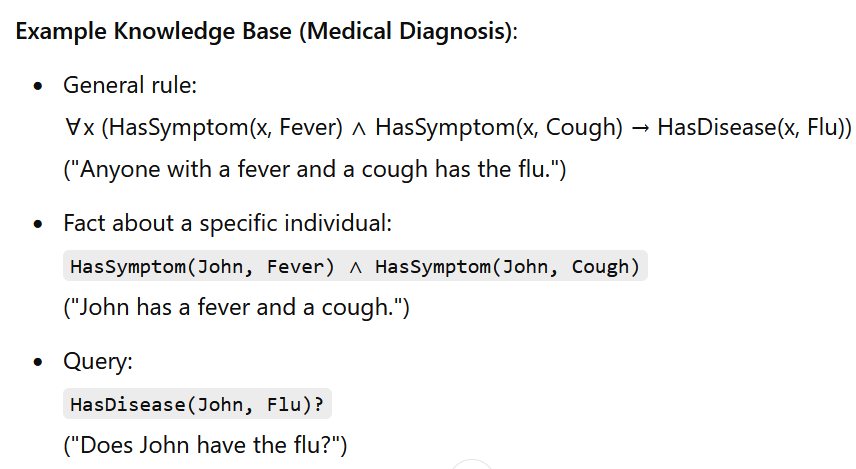 Example Knowledge Base (Medical Diagnosis):
General rule:
∀x (HasSymptom(x, Fever) ∧ HasSymptom(x, Cough) → HasDisease(x, Flu))
("Anyone with a fever and a cough has the flu.")
Fact about a specific individual:
HasSymptom(John, Fever) ∧ HasSymptom(John, Cough)
("John has a fever and a cough.")
Query:
HasDisease(John, Flu)?
("Does John have the flu?")